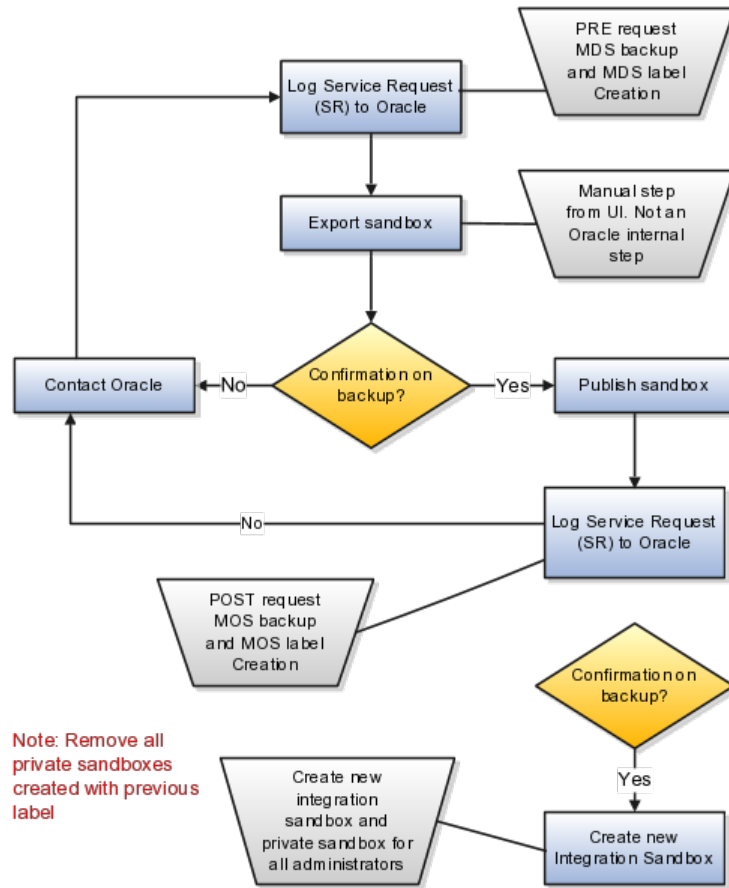 PRE request
MDS backup
and MDS label
Creation
Log Service Request
(SR) to Oracle
Manual step
from UI. Not an
Oracle internal
step
Export sandbox
Contact Oracle
No
Confirmation on
backup?
Yes
Publish sandbox
No
Log Service Request
(SR) to Oracle
POST request
MOS backup
and MOS label
Creation
Confirmation on
backup?
Note: Remove all
private sandboxes
created with previous
label
Yes
Create new
integration
sandbox and
private sandbox for
all administrators
Create new
Integration Sandbox